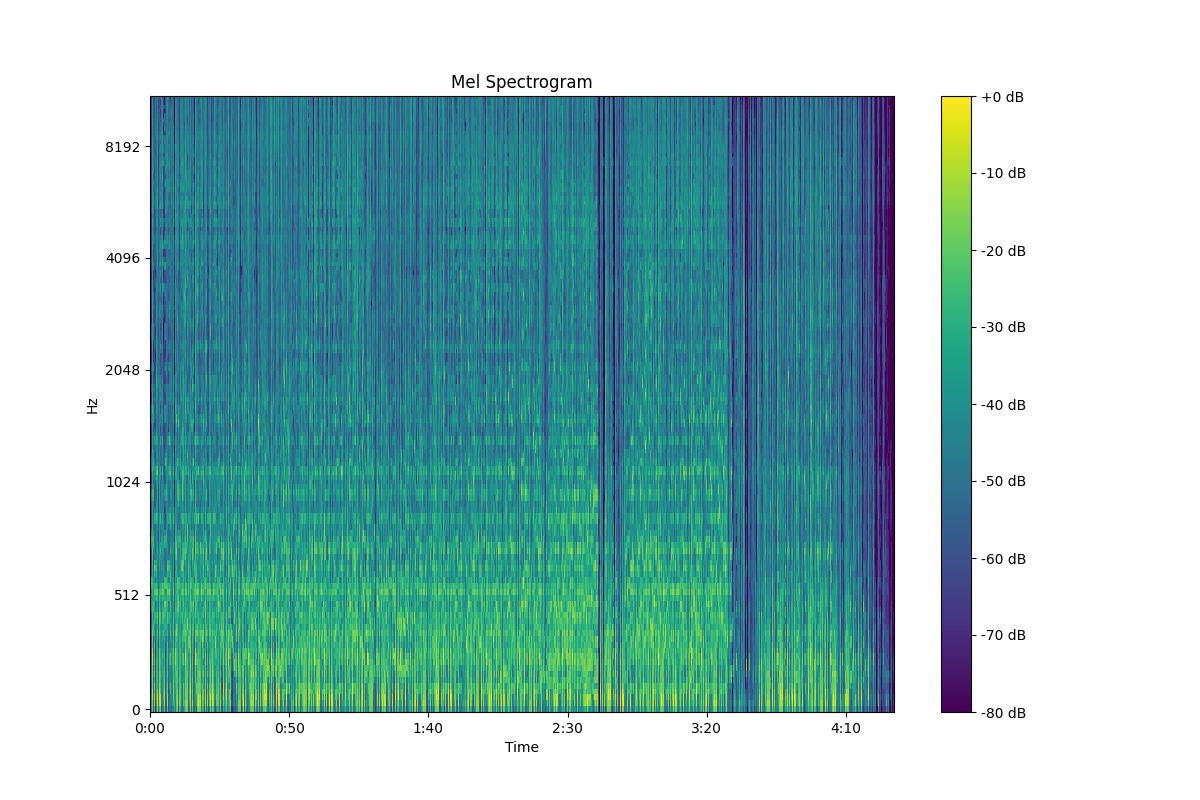 Mel Spectrogram
8192
4096
2048
1024
512
0
Hz
0:00 0:50 1:40 2:30 3:20 4:10
Time
+0 dB
-10 dB
-20 dB
-30 dB
-40 dB
-50 dB
-60 dB
-70 dB
-80 dB